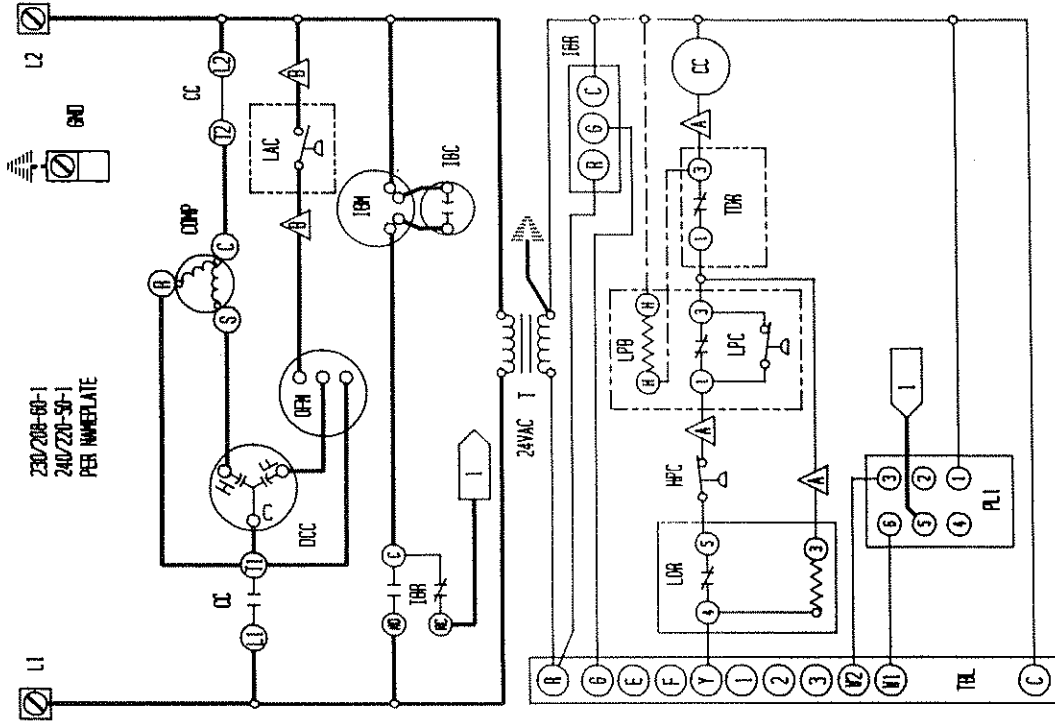 L2
GND
L1
230/208-60-1
240/220-50-1
PER NAMEPLATE
CC
L1
T1
DCC
C
H
F
S
R
C
COMP
T2
CC
L2
OFM
B
LAC
B
NO
C
IBR
NC
1
IBM
IBC
24VAC T
R
G
E
F
Y
1
2
3
W2
W1
TB1
C
IBR
R
G
C
LOR
4
5
3
HPC
A
A
LPB
H
H
1
3
LPC
TDR
1
3
A
CC
6
3
5
2
4
1
PL1
1